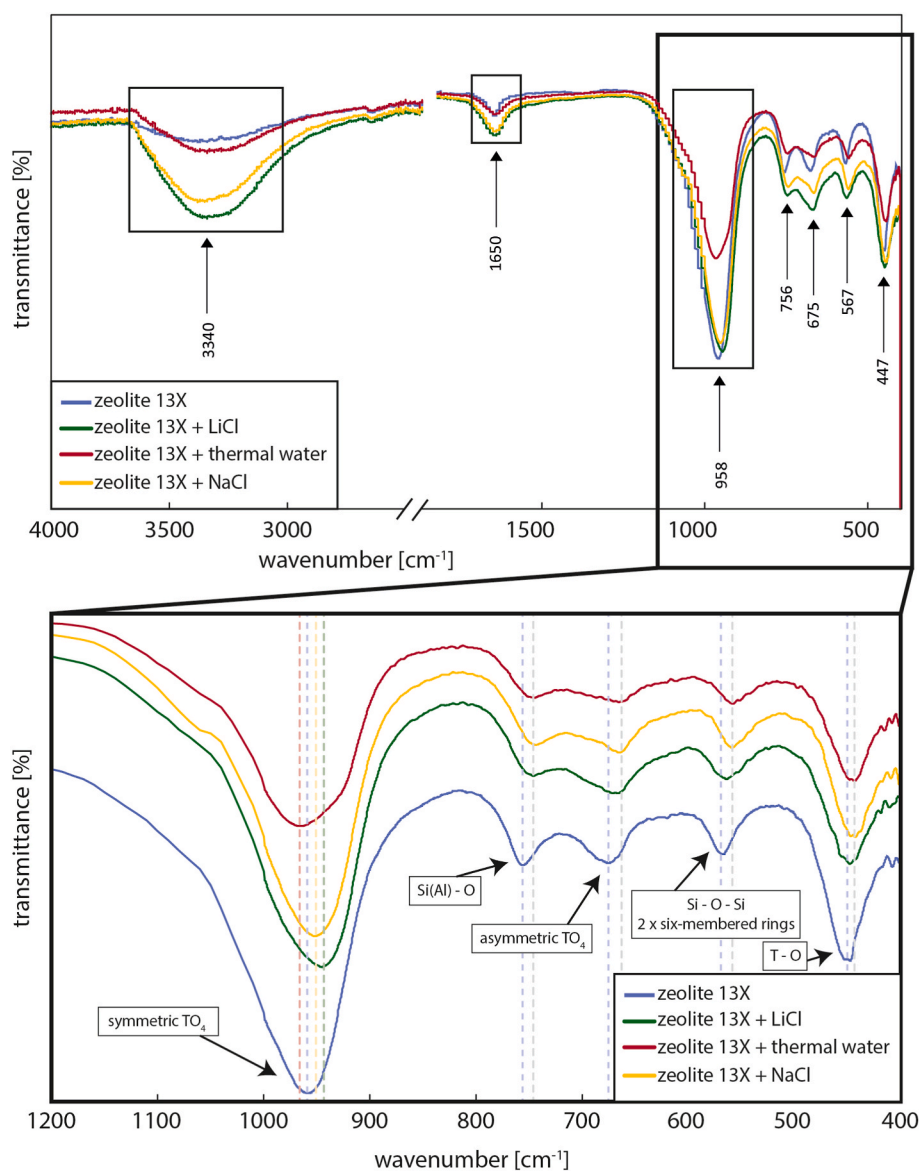 transmittance [%]
3340
1650
958
756
675
567
447
zeolite 13X
zeolite 13X + LiCl
zeolite 13X + thermal water
zeolite 13X + NaCl
4000
3500
3000
1500
1000
500
wavenumber [cm⁻¹]
transmittance [%]
Si(Al) - O
asymmetric TO₄
Si - O - Si
2 x six-membered rings
T - O
symmetric TO₄
zeolite 13X
zeolite 13X + LiCl
zeolite 13X + thermal water
zeolite 13X + NaCl
1200
1100
1000
900
800
700
600
500
400
wavenumber [cm⁻¹]